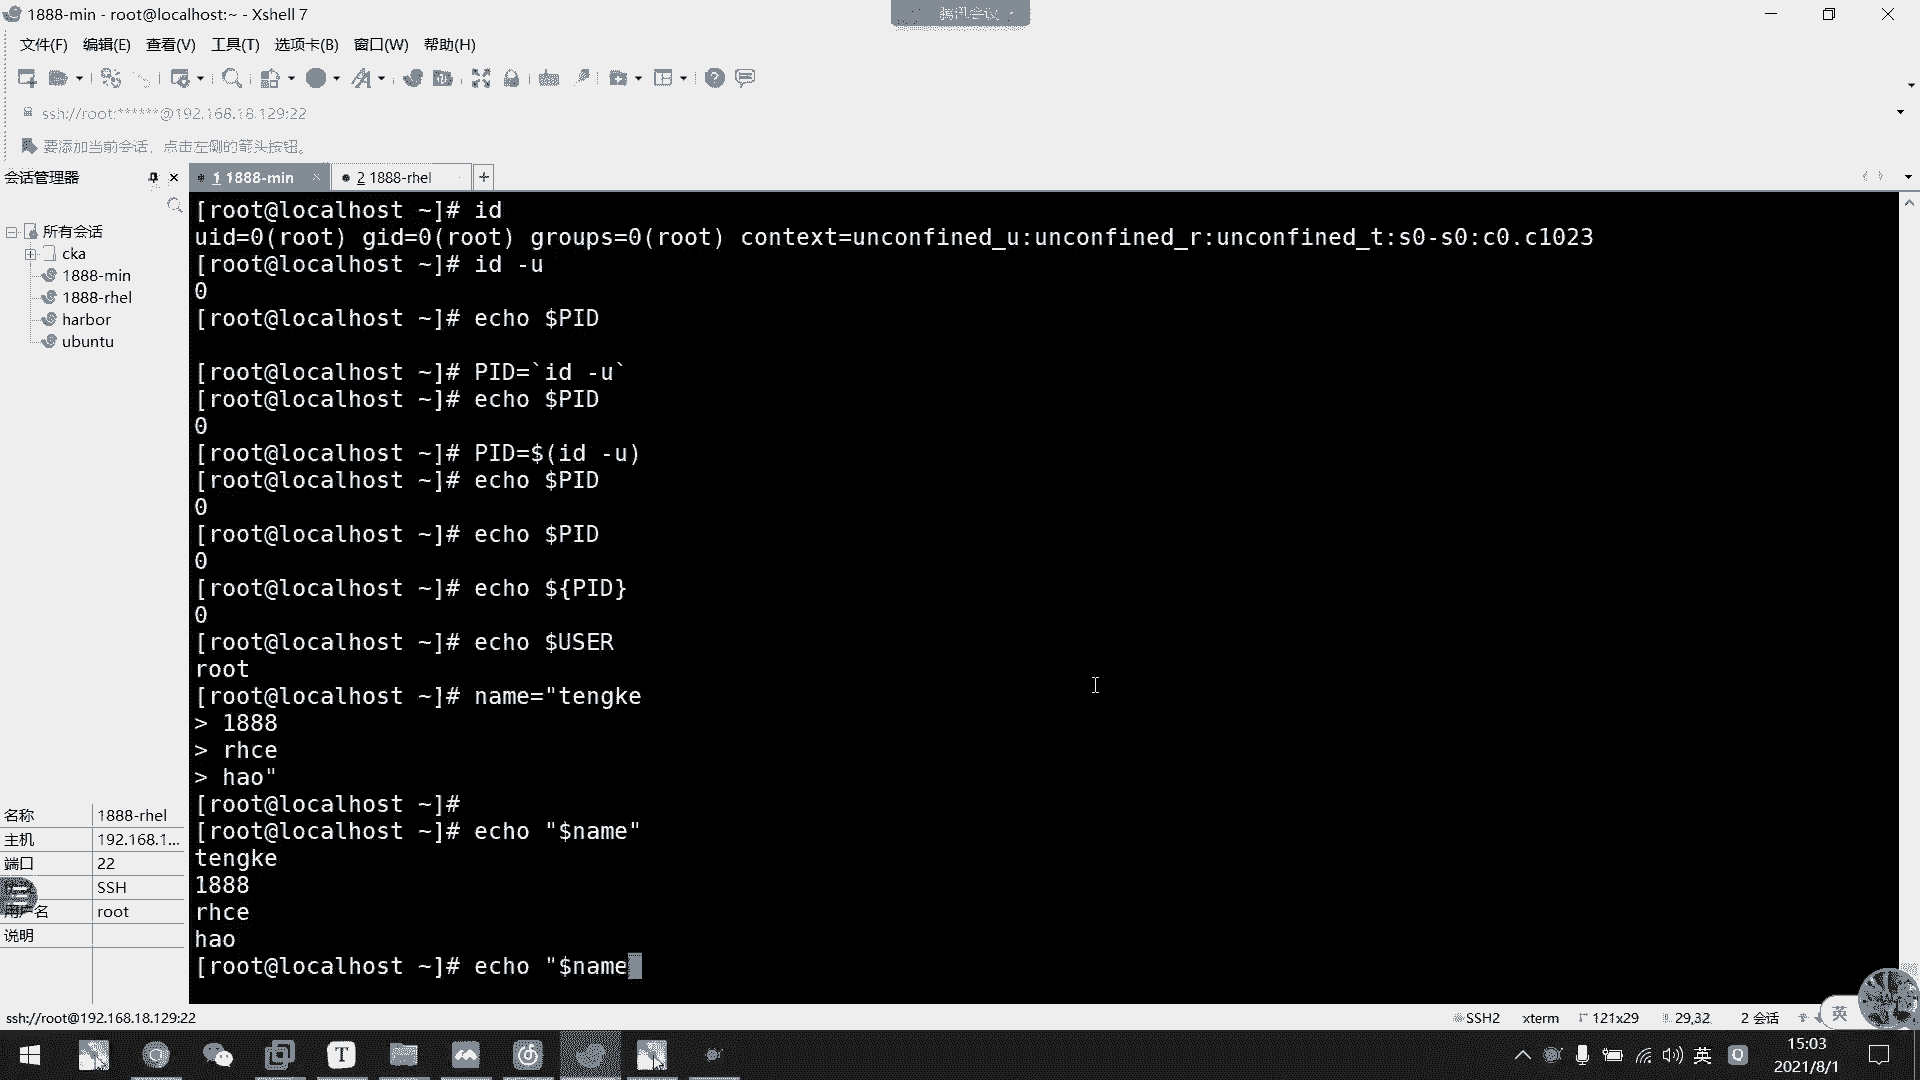 1888-min - root@localhost:~ - Xshell 7
腾讯会议
文件(F) 编辑(E) 查看(V) 工具(T) 选项卡(B) 窗口(W) 帮助(H)
ssh://root:******@192.168.18.129:22
要添加当前会话，点击左侧的箭头按钮。
会话管理器
1 1888-min
2 1888-rhel
所有会话
cka
1888-min
1888-rhel
harbor
ubuntu
[root@localhost ~]# id
uid=0(root) gid=0(root) groups=0(root) context=unconfined_u:unconfined_r:unconfined_t:s0-s0:c0.c1023
[root@localhost ~]# id -u
0
[root@localhost ~]# echo $PID
[root@localhost ~]# PID=`id -u`
[root@localhost ~]# echo $PID
0
[root@localhost ~]# PID=$(id -u)
[root@localhost ~]# echo $PID
0
[root@localhost ~]# echo $PID
0
[root@localhost ~]# echo ${PID}
0
[root@localhost ~]# echo $USER
root
[root@localhost ~]# name="tengke
> 1888
> rhce
> hao"
[root@localhost ~]#
[root@localhost ~]# echo "$name"
tengke
1888
rhce
hao
[root@localhost ~]# echo "$name
名称 1888-rhel
主机 192.168.1...
端口 22
SSH
用户名 root
说明
ssh://root@192.168.18.129:22
SSH2 xterm 121x29 29,32 2 会话
英
英
15:03
2021/8/1